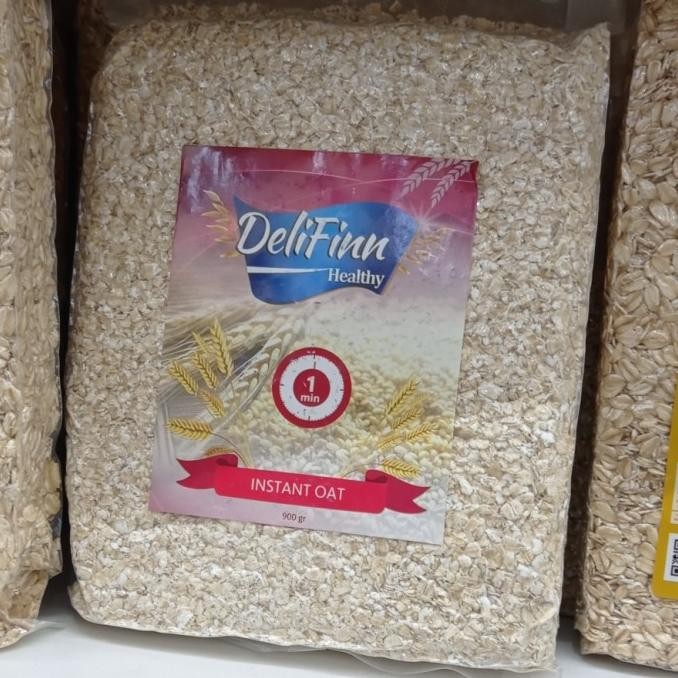 DeliFinn
Healthy
1
min
INSTANT OAT
900 gr